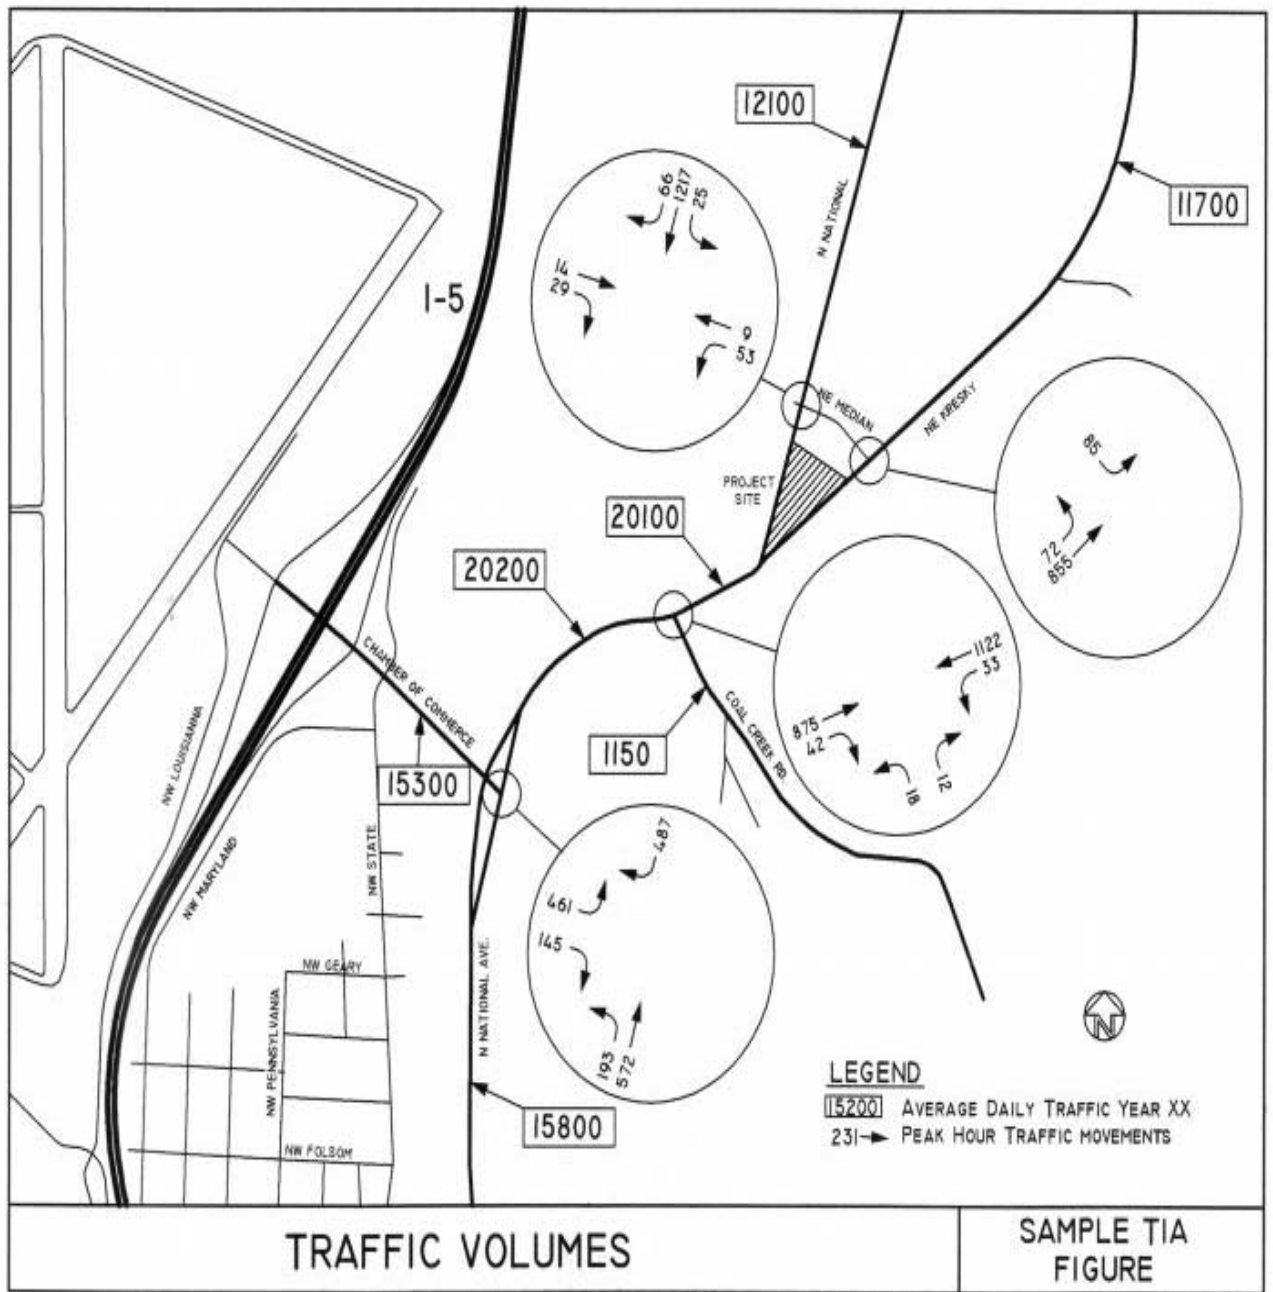 12100
11700
N NATIONAL
66
1217
25
14
29
9
53
I-5
NE MEDIAN
NE KRESKY
PROJECT
SITE
85
72
855
20100
20200
CHAMBER OF COMMERCE
1122
33
875
42
18
12
COAL CREEK RD.
1150
15300
NW LOUISIANNA
NW MARYLAND
NW STATE
487
461
145
193
572
NW GEARY
NW PENNSYLVANIA
N NATIONAL AVE.
NW FOLSOM
15800
N
LEGEND
15200 AVERAGE DAILY TRAFFIC YEAR XX
231 PEAK HOUR TRAFFIC MOVEMENTS
TRAFFIC VOLUMES
SAMPLE TIA
FIGURE